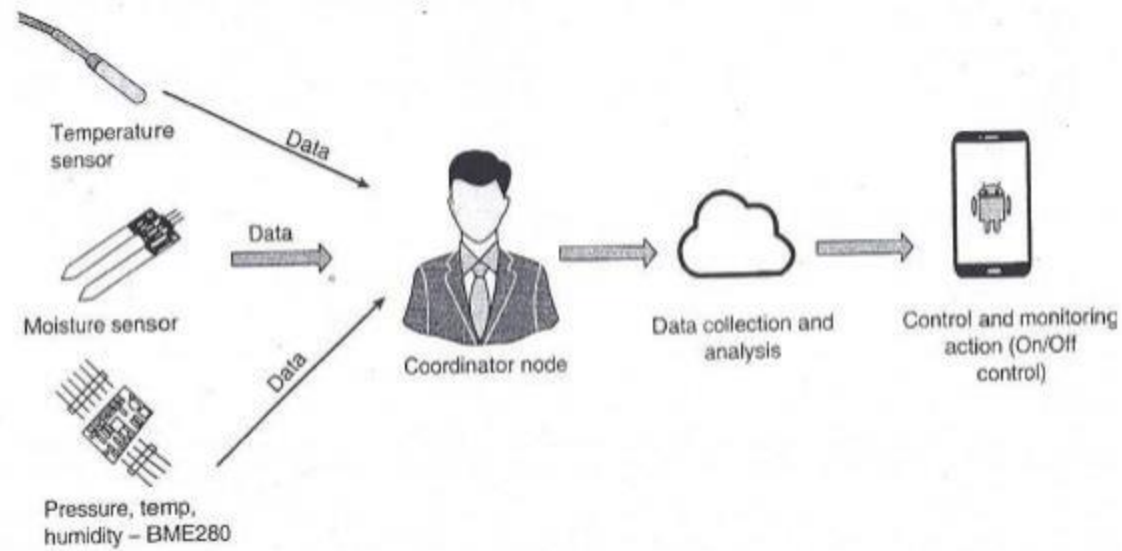 Temperature
sensor
Data
Moisture sensor
Data
Pressure, temp,
humidity – BME280
Data
Coordinator node
Data collection and
analysis
Control and monitoring
action (On/Off
control)